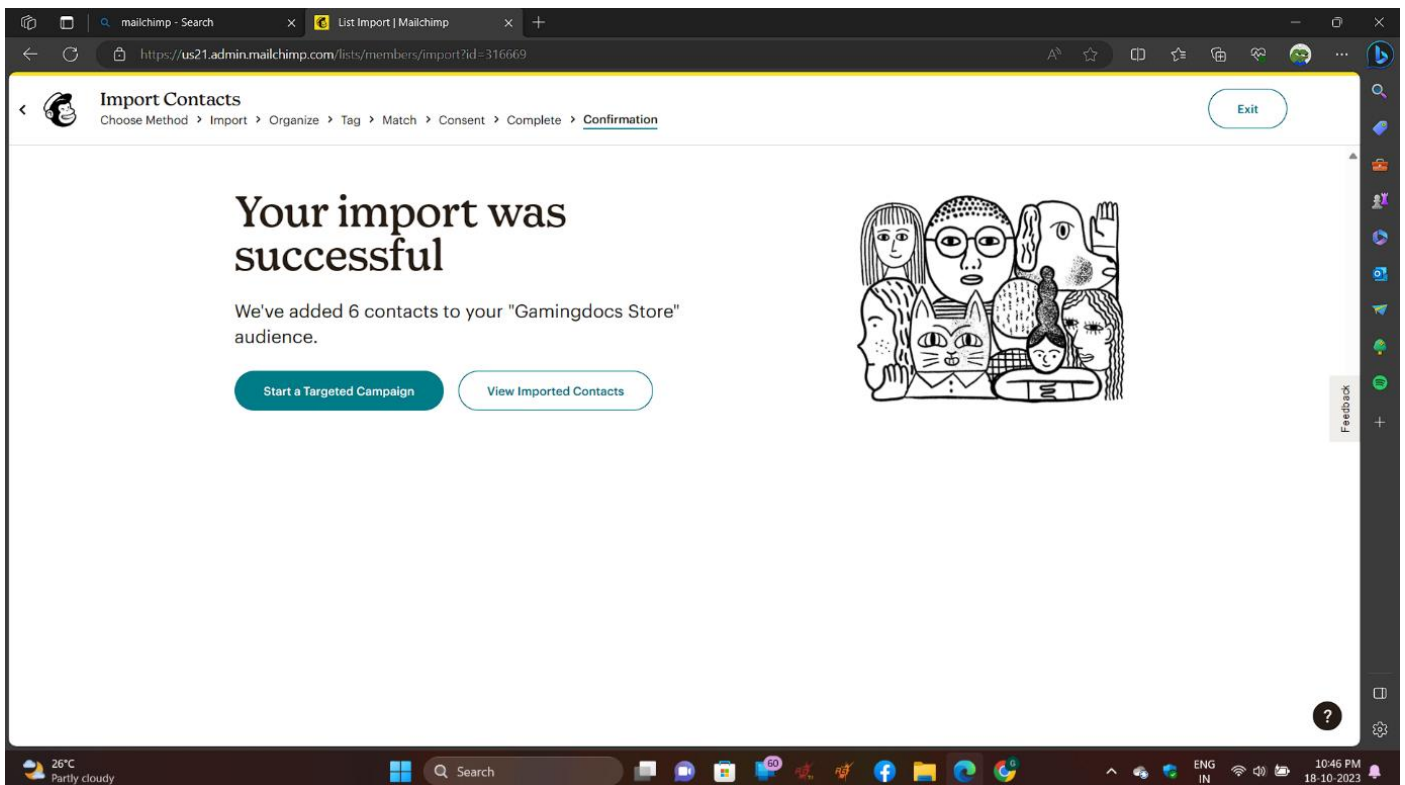 mailchimp - Search
List Import | Mailchimp
https://us21.admin.mailchimp.com/lists/members/import?id=316669
Import Contacts
Choose Method > Import > Organize > Tag > Match > Consent > Complete > Confirmation
Exit
Your import was
successful
We've added 6 contacts to your "Gamingdocs Store"
audience.
Start a Targeted Campaign
View Imported Contacts
Feedback
?
26°C
Partly cloudy
Search
60
ENG
IN
10:46 PM
18-10-2023